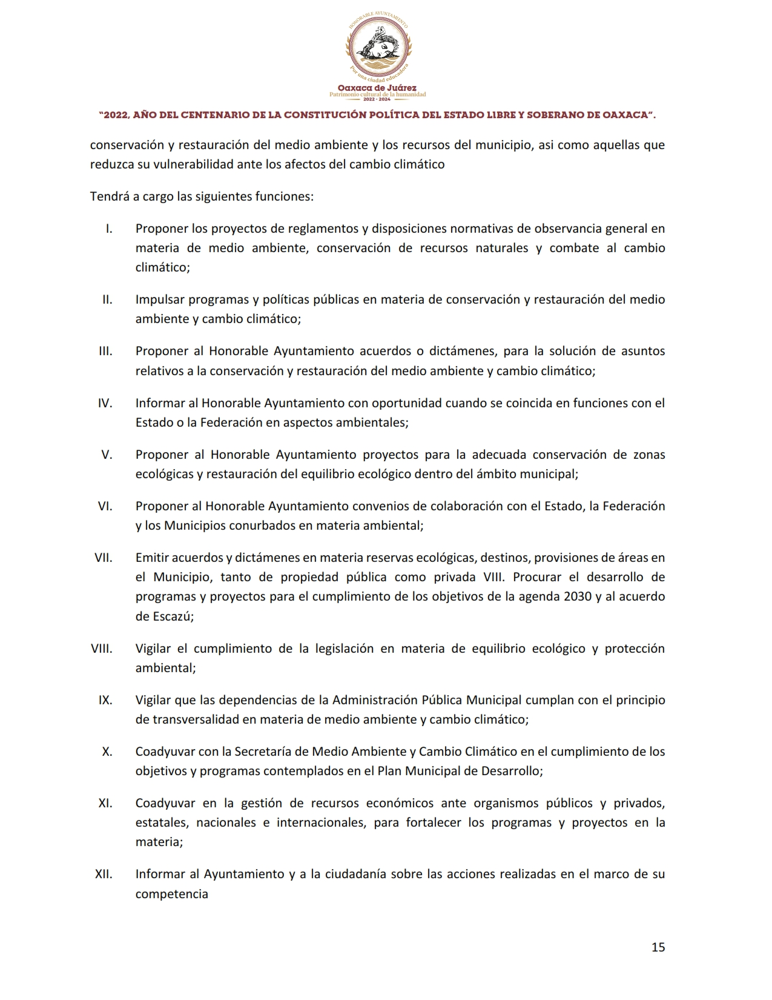 HONORABLE AYUNTAMIENTO
Por una ciudad educadora
Oaxaca de Juárez
Patrimonio cultural de la humanidad
2022 - 2024
"2022, AÑO DEL CENTENARIO DE LA CONSTITUCIÓN POLÍTICA DEL ESTADO LIBRE Y SOBERANO DE OAXACA".
conservación y restauración del medio ambiente y los recursos del municipio, asi como aquellas que
reduzca su vulnerabilidad ante los afectos del cambio climático
Tendrá a cargo las siguientes funciones:
I. Proponer los proyectos de reglamentos y disposiciones normativas de observancia general en
materia de medio ambiente, conservación de recursos naturales y combate al cambio
climático;
II. Impulsar programas y políticas públicas en materia de conservación y restauración del medio
ambiente y cambio climático;
III. Proponer al Honorable Ayuntamiento acuerdos o dictámenes, para la solución de asuntos
relativos a la conservación y restauración del medio ambiente y cambio climático;
IV. Informar al Honorable Ayuntamiento con oportunidad cuando se coincida en funciones con el
Estado o la Federación en aspectos ambientales;
V. Proponer al Honorable Ayuntamiento proyectos para la adecuada conservación de zonas
ecológicas y restauración del equilibrio ecológico dentro del ámbito municipal;
VI. Proponer al Honorable Ayuntamiento convenios de colaboración con el Estado, la Federación
y los Municipios conurbados en materia ambiental;
VII. Emitir acuerdos y dictámenes en materia reservas ecológicas, destinos, provisiones de áreas en
el Municipio, tanto de propiedad pública como privada VIII. Procurar el desarrollo de
programas y proyectos para el cumplimiento de los objetivos de la agenda 2030 y al acuerdo
de Escazú;
VIII. Vigilar el cumplimiento de la legislación en materia de equilibrio ecológico y protección
ambiental;
IX. Vigilar que las dependencias de la Administración Pública Municipal cumplan con el principio
de transversalidad en materia de medio ambiente y cambio climático;
X. Coadyuvar con la Secretaría de Medio Ambiente y Cambio Climático en el cumplimiento de los
objetivos y programas contemplados en el Plan Municipal de Desarrollo;
XI. Coadyuvar en la gestión de recursos económicos ante organismos públicos y privados,
estatales, nacionales e internacionales, para fortalecer los programas y proyectos en la
materia;
XII. Informar al Ayuntamiento y a la ciudadanía sobre las acciones realizadas en el marco de su
competencia
15